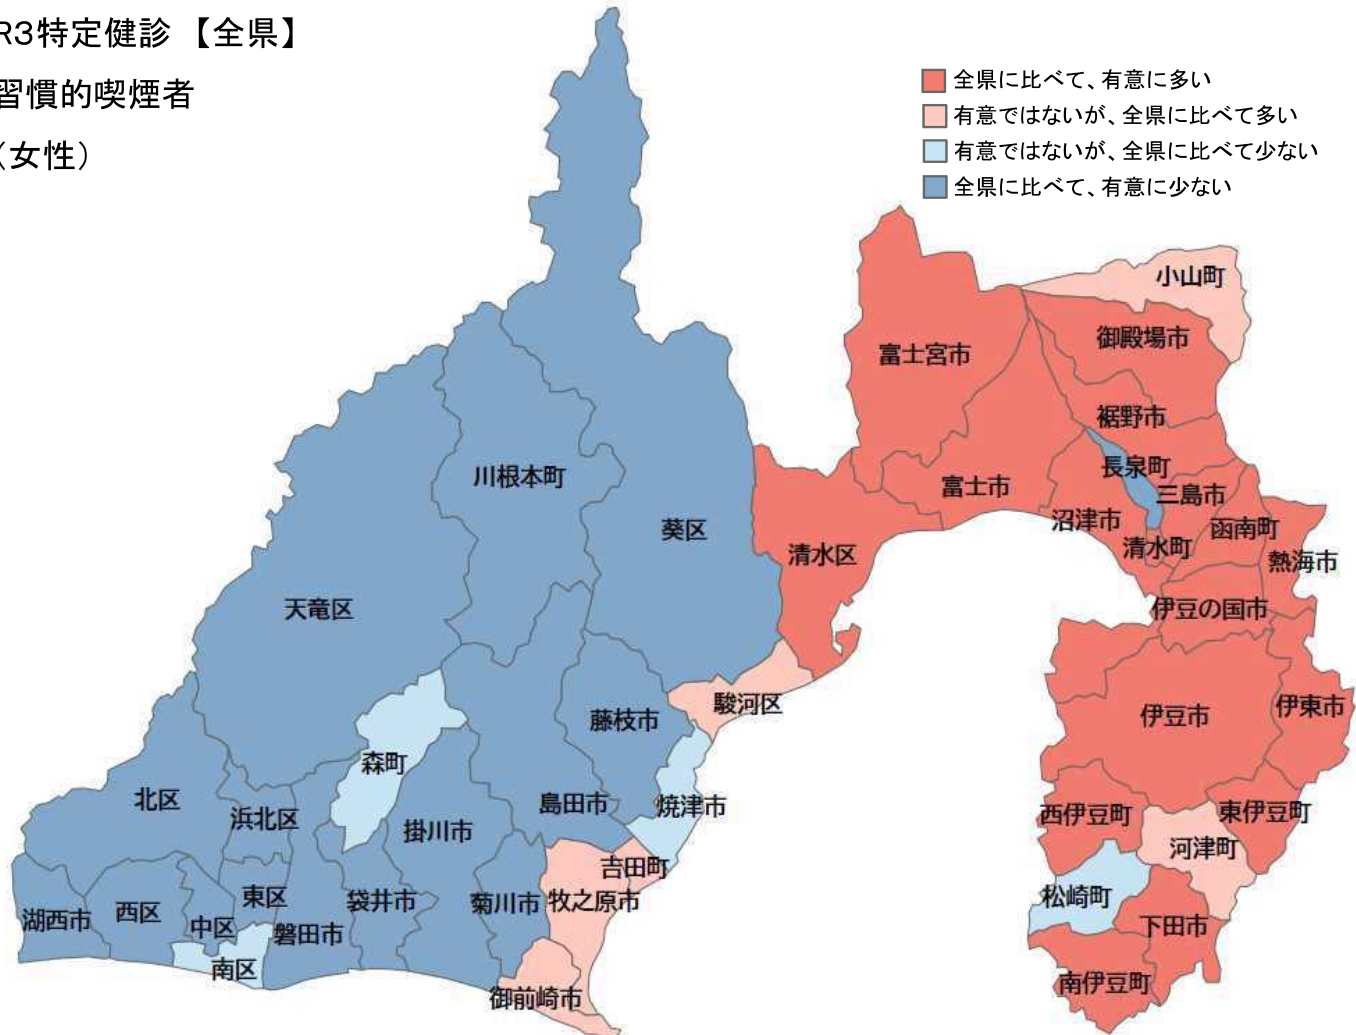 R3特定健診 【全県】
習慣的喫煙者
（女性）
全県に比べて、有意に多い
有意ではないが、全県に比べて多い
有意ではないが、全県に比べて少ない
全県に比べて、有意に少ない
小山町
御殿場市
富士宮市
裾野市
長泉町
川根本町
富士市
三島市
沼津市
函南町
葵区
清水区
清水町
熱海市
天竜区
伊豆の国市
駿河区
伊東市
伊豆市
藤枝市
森町
北区
島田市
焼津市
浜北区
西伊豆町
東伊豆町
掛川市
河津町
吉田町
東区
袋井市
菊川市
牧之原市
松崎町
湖西市
西区
中区
磐田市
下田市
南区
南伊豆町
御前崎市